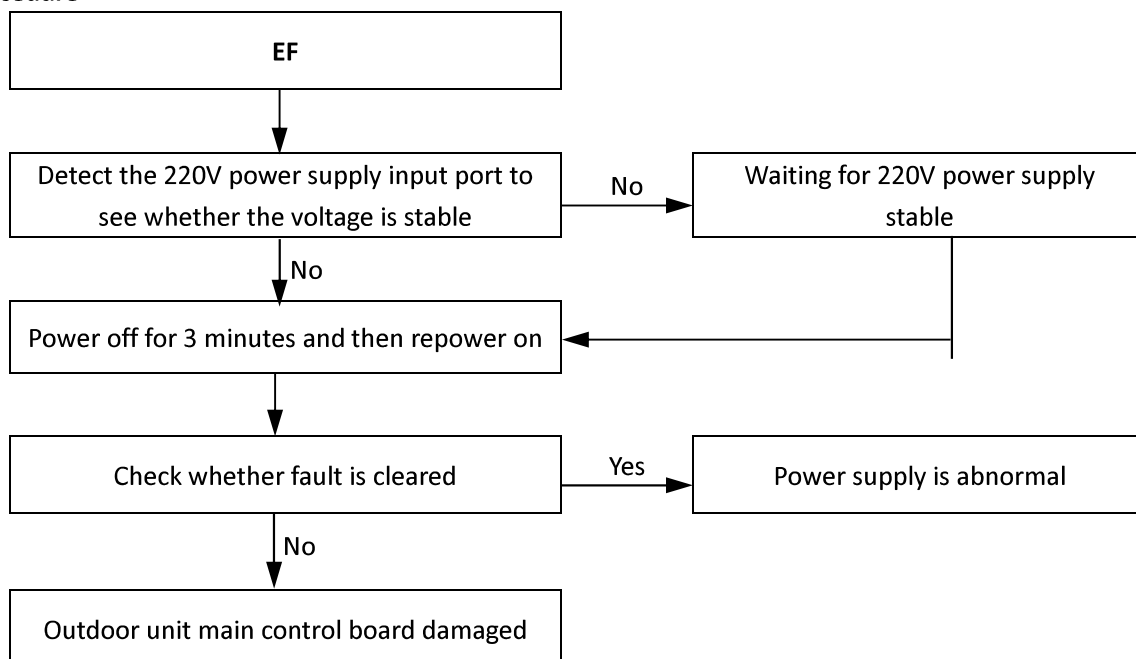 EF
Detect the 220V power supply input port to
see whether the voltage is stable
No
Waiting for 220V power supply
stable
No
Power off for 3 minutes and then repower on
Check whether fault is cleared
Yes
Power supply is abnormal
No
Outdoor unit main control board damaged